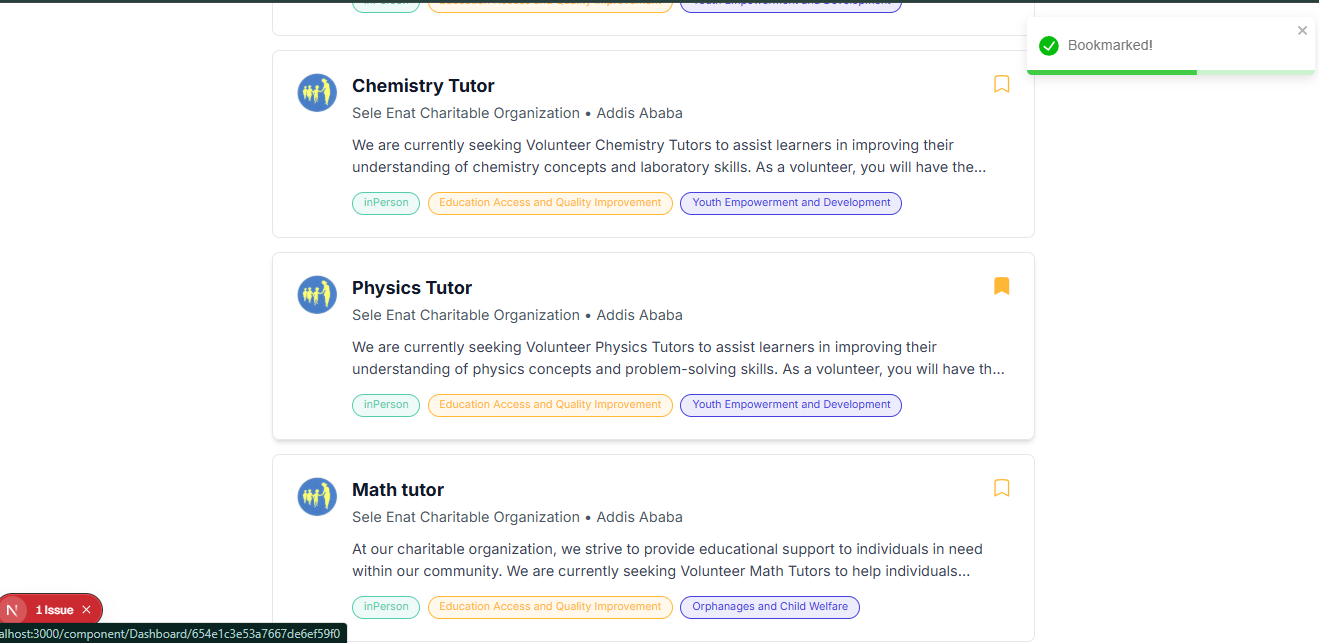 Bookmarked!
Chemistry Tutor
Sele Enat Charitable Organization • Addis Ababa
We are currently seeking Volunteer Chemistry Tutors to assist learners in improving their
understanding of chemistry concepts and laboratory skills. As a volunteer, you will have the...
inPerson Education Access and Quality Improvement Youth Empowerment and Development
Physics Tutor
Sele Enat Charitable Organization • Addis Ababa
We are currently seeking Volunteer Physics Tutors to assist learners in improving their
understanding of physics concepts and problem-solving skills. As a volunteer, you will have th...
inPerson Education Access and Quality Improvement Youth Empowerment and Development
Math tutor
Sele Enat Charitable Organization • Addis Ababa
At our charitable organization, we strive to provide educational support to individuals in need
within our community. We are currently seeking Volunteer Math Tutors to help individuals...
inPerson Education Access and Quality Improvement Orphanages and Child Welfare
N 1 Issue
alhost:3000/component/Dashboard/654e1c3e53a7667de6ef59f0